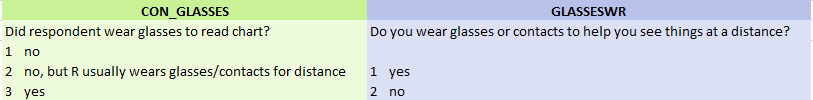 CON_GLASSES
GLASSESWR
Did respondent wear glasses to read chart?
Do you wear glasses or contacts to help you see things at a distance?
1 no
2 no, but R usually wears glasses/contacts for distance
1 yes
3 yes
2 no